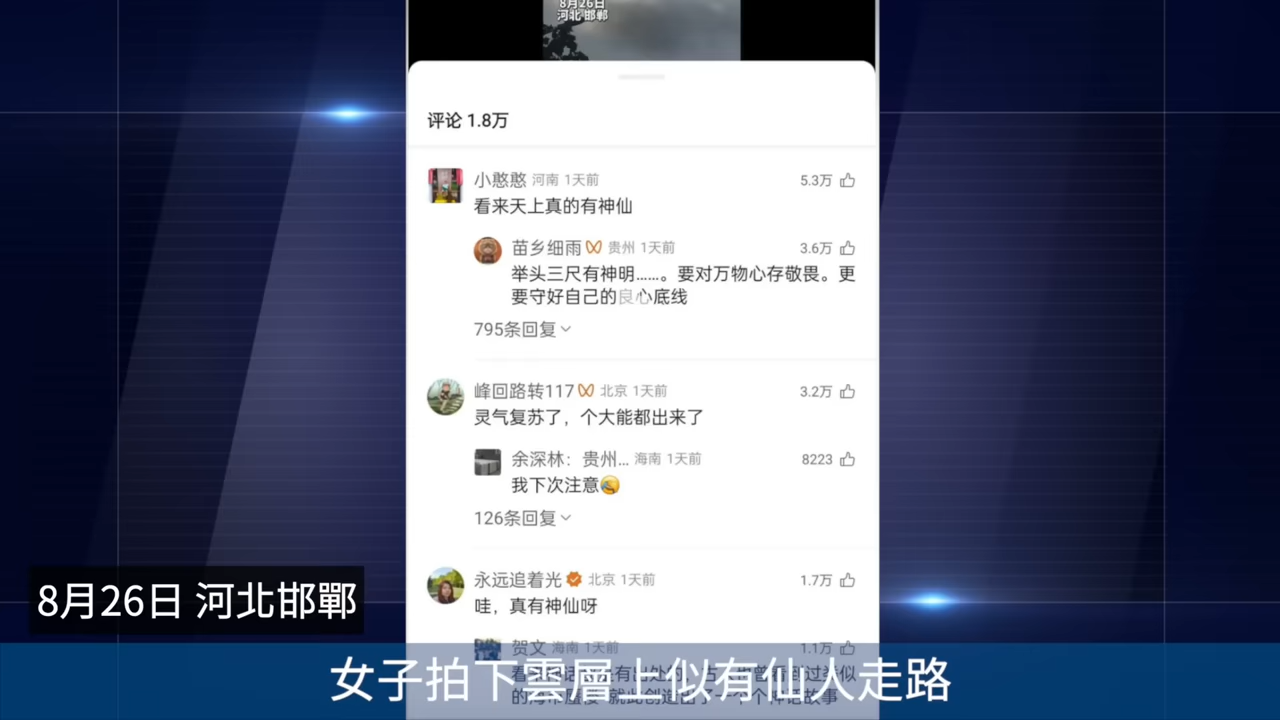 8月26日
河北 邯郸
评论 1.8万
小憨憨 河南 1天前 5.3万
看来天上真的有神仙
苗乡细雨 贵州 1天前 3.6万
举头三尺有神明……。要对万物心存敬畏。更
要守好自己的良心底线
795条回复
峰回路转117 北京 1天前 3.2万
灵气复苏了，个大能都出来了
余深林：贵州... 海南 1天前 8223
我下次注意
126条回复
永远追着光 北京 1天前 1.7万
哇，真有神仙呀
贺文 海南 1天前 1.1万
8月26日 河北邯鄲
女子拍下雲層上似有仙人走路